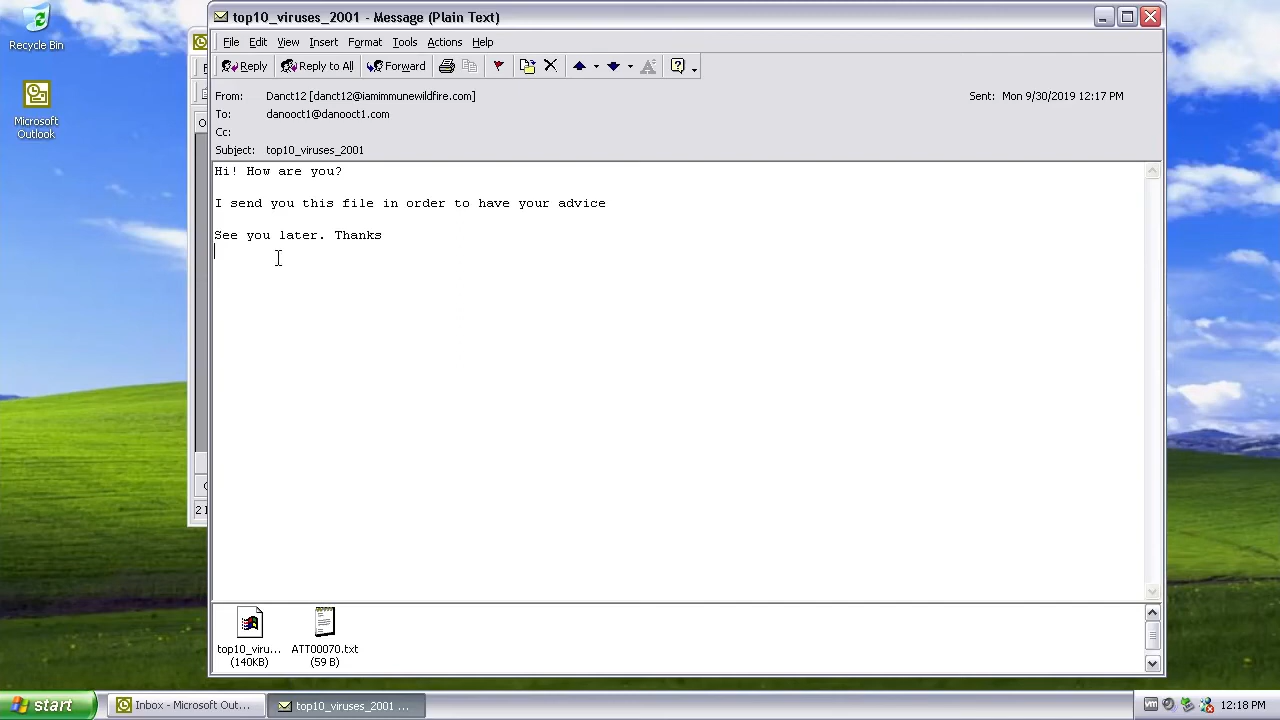 Recycle Bin
Microsoft
Outlook
top10_viruses_2001 - Message (Plain Text)
File Edit View Insert Format Tools Actions Help
Reply Reply to All Forward
From: Danct12 [danct12@iamimmunewildfire.com] Sent: Mon 9/30/2019 12:17 PM
To: danooct1@danooct1.com
Cc:
Subject: top10_viruses_2001
Hi! How are you?
I send you this file in order to have your advice
See you later. Thanks
top10_viru... ATT00070.txt
(140KB) (59 B)
start Inbox - Microsoft Out... top10_viruses_2001 ... vm 12:18 PM